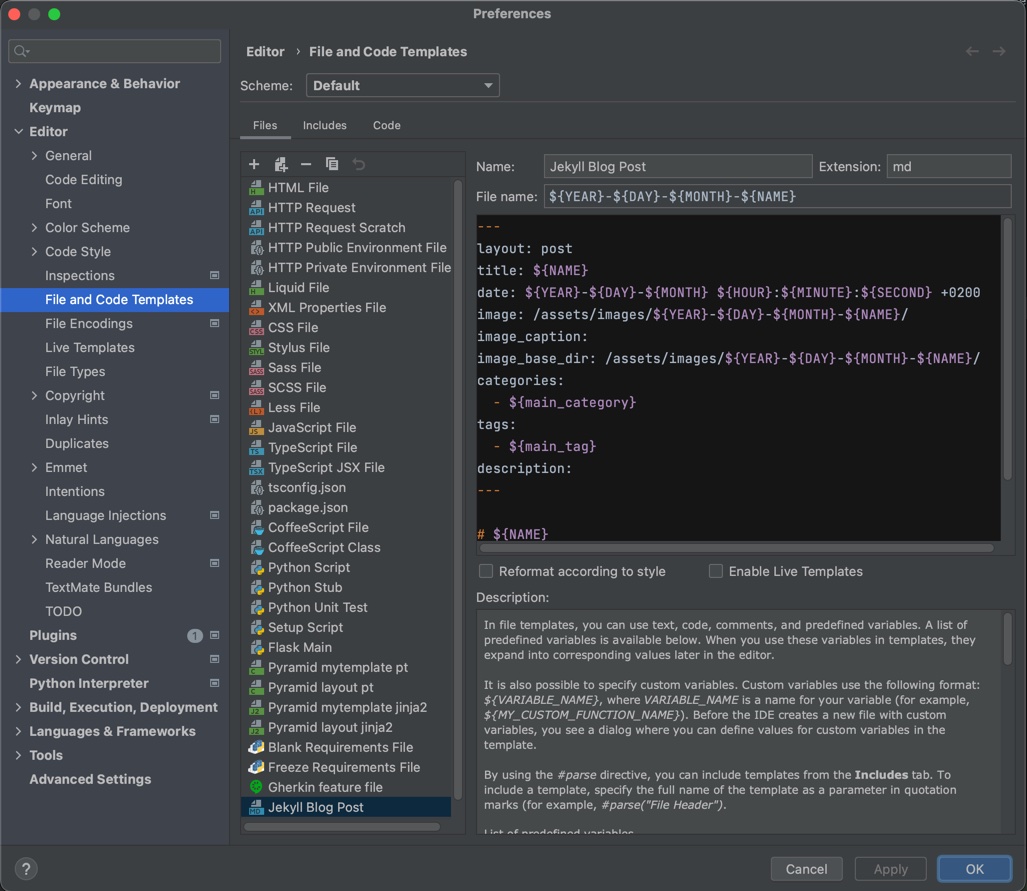 Preferences
Appearance & Behavior
Keymap
Editor
General
Code Editing
Font
Color Scheme
Code Style
Inspections
File and Code Templates
File Encodings
Live Templates
File Types
Copyright
Inlay Hints
Duplicates
Emmet
Intentions
Language Injections
Natural Languages
Reader Mode
TextMate Bundles
TODO
Plugins 1
Version Control
Python Interpreter
Build, Execution, Deployment
Languages & Frameworks
Tools
Advanced Settings
Editor › File and Code Templates
Scheme: Default
Files Includes Code
HTML File
HTTP Request
HTTP Request Scratch
HTTP Public Environment File
HTTP Private Environment File
Liquid File
XML Properties File
CSS File
Stylus File
Sass File
SCSS File
Less File
JavaScript File
TypeScript File
TypeScript JSX File
tsconfig.json
package.json
CoffeeScript File
CoffeeScript Class
Python Script
Python Stub
Python Unit Test
Setup Script
Flask Main
Pyramid mytemplate pt
Pyramid layout pt
Pyramid mytemplate jinja2
Pyramid layout jinja2
Blank Requirements File
Freeze Requirements File
Gherkin feature file
Jekyll Blog Post
Name: Jekyll Blog Post Extension: md
File name: ${YEAR}-${DAY}-${MONTH}-${NAME}
---
layout: post
title: ${NAME}
date: ${YEAR}-${DAY}-${MONTH} ${HOUR}:${MINUTE}:${SECOND} +0200
image: /assets/images/${YEAR}-${DAY}-${MONTH}-${NAME}/
image_caption:
image_base_dir: /assets/images/${YEAR}-${DAY}-${MONTH}-${NAME}/
categories:
- ${main_category}
tags:
- ${main_tag}
description:
---
# ${NAME}
Reformat according to style Enable Live Templates
Description:
In file templates, you can use text, code, comments, and predefined variables. A list of
predefined variables is available below. When you use these variables in templates, they
expand into corresponding values later in the editor.
It is also possible to specify custom variables. Custom variables use the following format:
${VARIABLE_NAME}, where VARIABLE_NAME is a name for your variable (for example,
${MY_CUSTOM_FUNCTION_NAME}). Before the IDE creates a new file with custom
variables, you see a dialog where you can define values for custom variables in the
template.
By using the #parse directive, you can include templates from the Includes tab. To
include a template, specify the full name of the template as a parameter in quotation
marks (for example, #parse("File Header").
List of predefined variables
? Cancel Apply OK